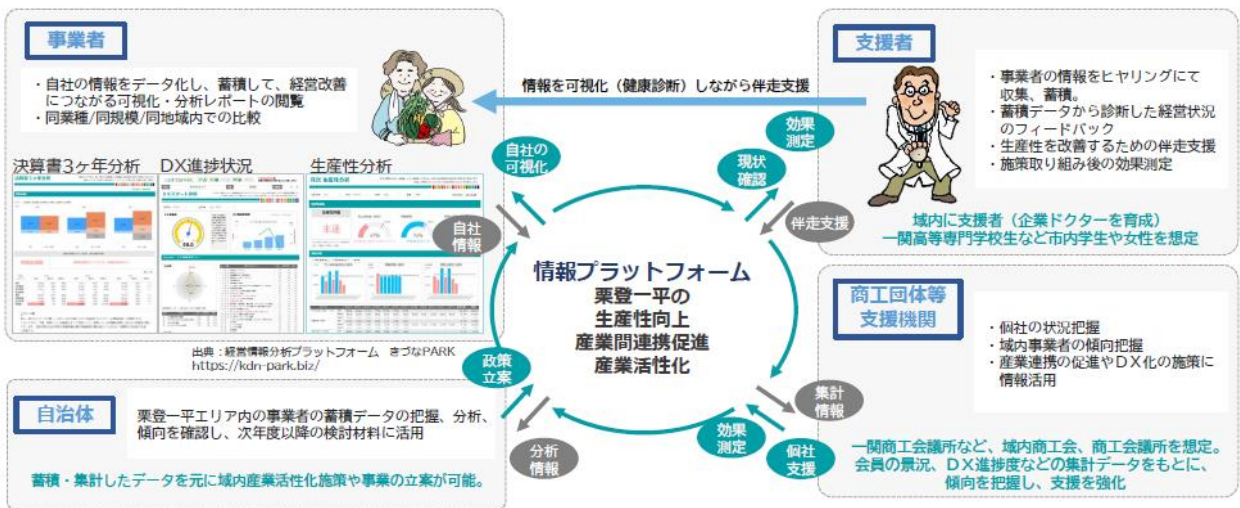 事業者
・自社の情報をデータ化し、蓄積して、経営改善
につながる可視化・分析レポートの閲覧
・同業種/同規模/同地域内での比較
決算書3ヶ年分析 DX進捗状況 生産性分析
出典：経営情報分析プラットフォーム きづなPARK
https://kdn-park.biz/
情報を可視化（健康診断）しながら伴走支援
支援者
・事業者の情報をヒヤリングにて
収集、蓄積。
・蓄積データから診断した経営状況
のフィードバック
・生産性を改善するための伴走支援
・施策取り組み後の効果測定
域内に支援者（企業ドクターを育成）
一関高等専門学校生など市内学生や女性を想定
自社の
可視化
自社
情報
効果
測定
現状
確認
伴走支援
情報プラットフォーム
栗登一平の
生産性向上
産業間連携促進
産業活性化
政策
立案
分析
情報
効果
測定
個社
支援
集計
情報
商工団体等
支援機関
・個社の状況把握
・域内事業者の傾向把握
・産業連携の促進やＤＸ化の施策に
情報活用
一関商工会議所など、域内商工会、商工会議所を想定。
会員の景況、ＤＸ進捗度などの集計データをもとに、
傾向を把握し、支援を強化
自治体
栗登一平エリア内の事業者の蓄積データの把握、分析、
傾向を確認し、次年度以降の検討材料に活用
蓄積・集計したデータを元に域内産業活性化施策や事業の立案が可能。